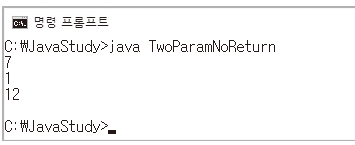 명령 프롬프트
C:₩JavaStudy>java TwoParamNoReturn
7
1
12
C:₩JavaStudy>